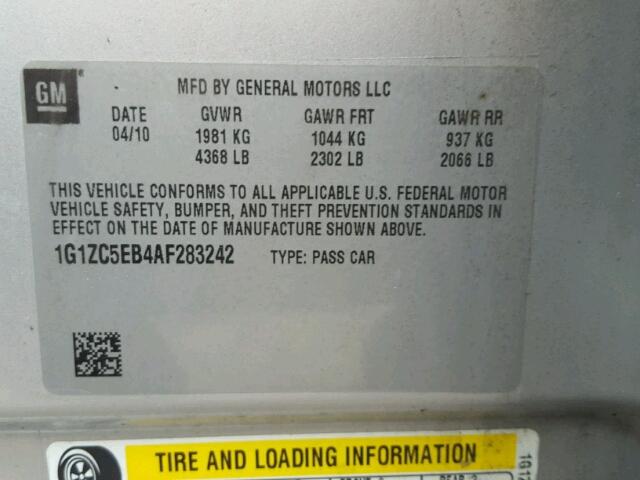 GM
MFD BY GENERAL MOTORS LLC
DATE GVWR GAWR FRT GAWR RR
04/10 1981 KG 1044 KG 937 KG
4368 LB 2302 LB 2066 LB
THIS VEHICLE CONFORMS TO ALL APPLICABLE U.S. FEDERAL MOTOR
VEHICLE SAFETY, BUMPER, AND THEFT PREVENTION STANDARDS IN
EFFECT ON THE DATE OF MANUFACTURE SHOWN ABOVE.
1G1ZC5EB4AF283242 TYPE: PASS CAR
TIRE AND LOADING INFORMATION